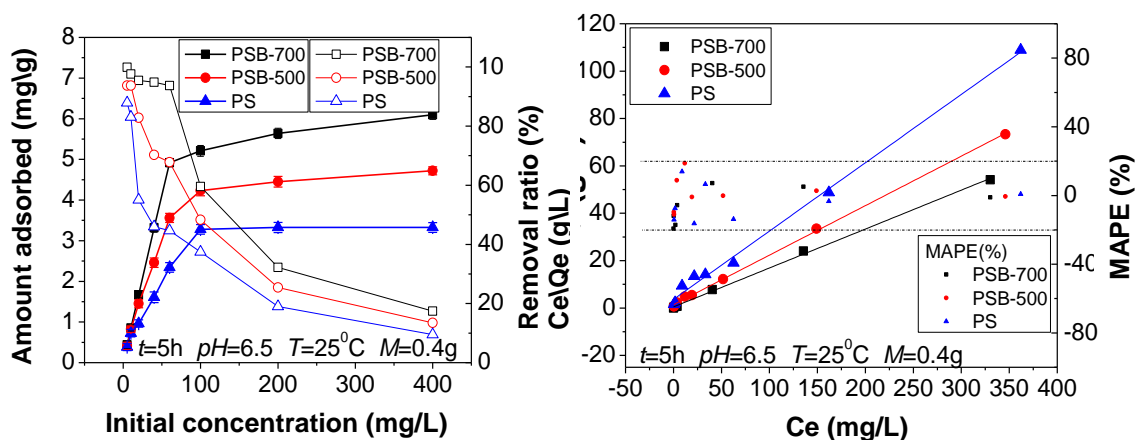 Amount adsorbed (mg\g)
8
7
6
5
4
3
2
1
0
PSB-700
PSB-500
PS
PSB-700
PSB-500
PS
10
80
60
40
20
0
Removal ratio (%)
t=5h pH=6.5 T=25⁰C M=0.4g
0 100 200 300 400
Initial concentration (mg/L)
Ce\Qe (g\L)
120
100
80
60
40
20
0
-20
PSB-700
PSB-500
PS
80
40
0
-40
-80
MAPE (%)
MAPE(%)
PSB-700
PSB-500
PS
t=5h pH=6.5 T=25⁰C M=0.4g
-50 0 50 100 150 200 250 300 350 400
Ce (mg/L)